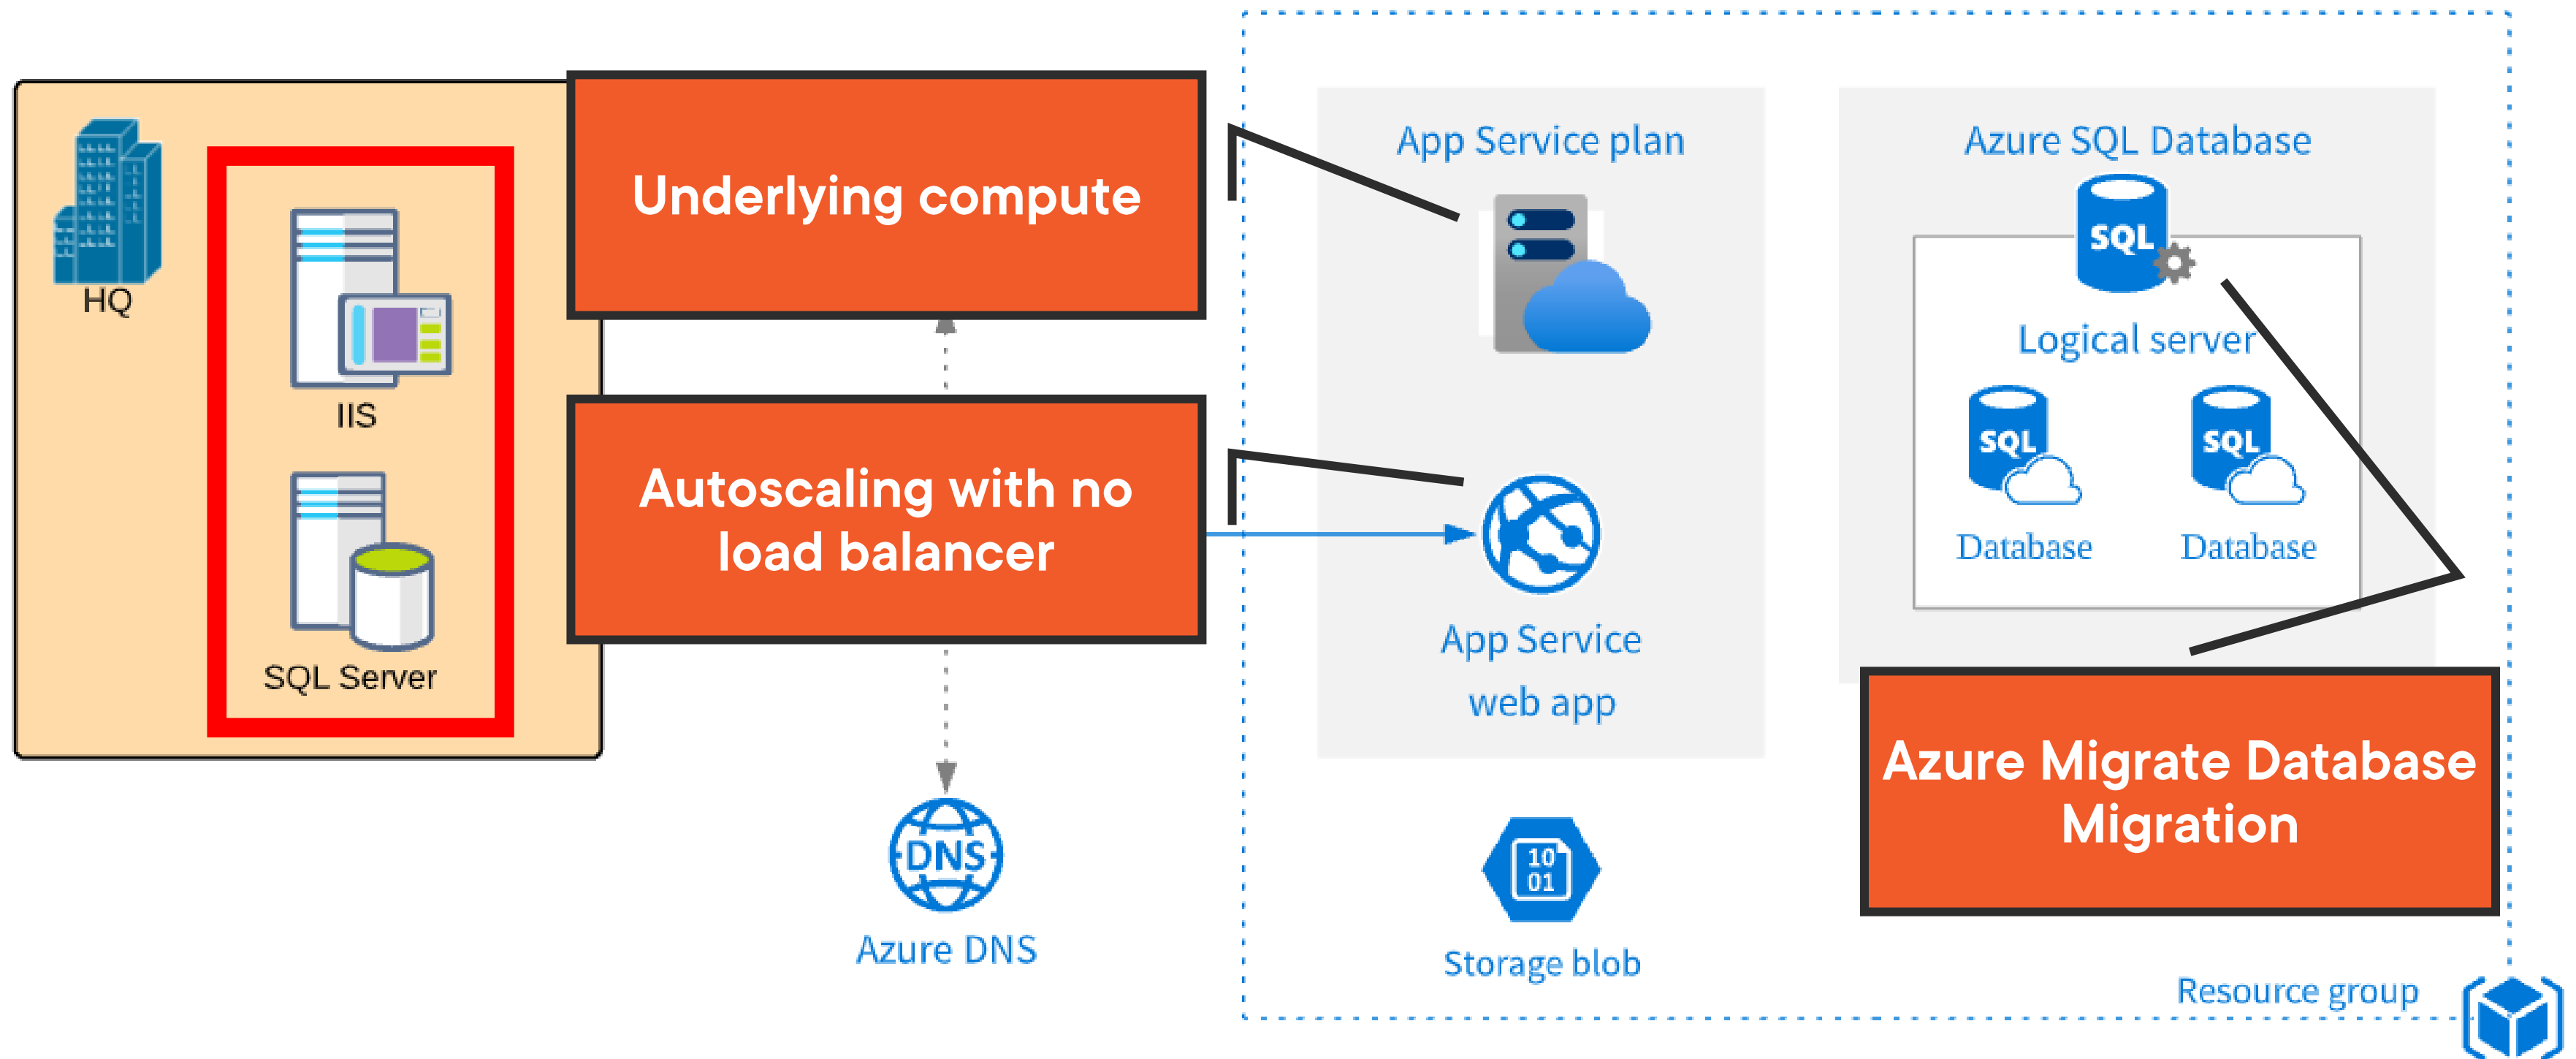 HQ
IIS
SQL Server
Underlying compute
Autoscaling with no
load balancer
DNS
Azure DNS
App Service plan
App Service
web app
10
01
Storage blob
Azure SQL Database
SQL
Logical server
SQL
SQL
Database
Database
Azure Migrate Database
Migration
Resource group